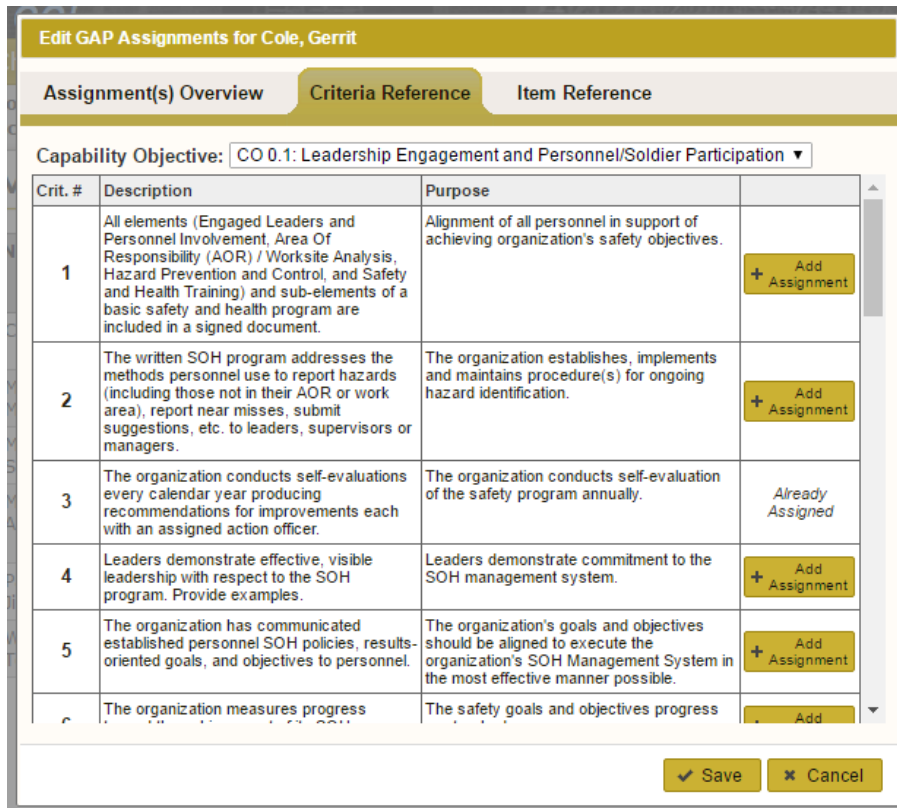 Edit GAP Assignments for Cole, Gerrit
Assignment(s) Overview
Criteria Reference
Item Reference
Capability Objective:
CO 0.1: Leadership Engagement and Personnel/Soldier Participation
Crit. #
Description
Purpose
1
All elements (Engaged Leaders and
Personnel Involvement, Area Of
Responsibility (AOR) / Worksite Analysis,
Hazard Prevention and Control, and Safety
and Health Training) and sub-elements of a
basic safety and health program are
included in a signed document.
Alignment of all personnel in support of
achieving organization's safety objectives.
+ Add
Assignment
2
The written SOH program addresses the
methods personnel use to report hazards
(including those not in their AOR or work
area), report near misses, submit
suggestions, etc. to leaders, supervisors or
managers.
The organization establishes, implements
and maintains procedure(s) for ongoing
hazard identification.
+ Add
Assignment
3
The organization conducts self-evaluations
every calendar year producing
recommendations for improvements each
with an assigned action officer.
The organization conducts self-evaluation
of the safety program annually.
Already
Assigned
4
Leaders demonstrate effective, visible
leadership with respect to the SOH
program. Provide examples.
Leaders demonstrate commitment to the
SOH management system.
+ Add
Assignment
5
The organization has communicated
established personnel SOH policies, results-
oriented goals, and objectives to personnel.
The organization's goals and objectives
should be aligned to execute the
organization's SOH Management System in
the most effective manner possible.
+ Add
Assignment
The organization measures progress
The safety goals and objectives progress
Add
Save
Cancel